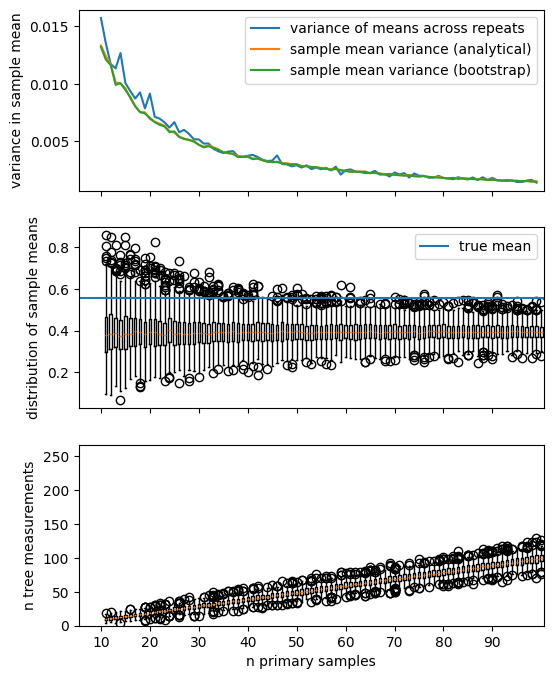 variance in sample mean
0.015
0.010
0.005
variance of means across repeats
sample mean variance (analytical)
sample mean variance (bootstrap)
distribution of sample means
0.8
0.6
0.4
0.2
true mean
n tree measurements
250
200
150
100
50
0
10 20 30 40 50 60 70 80 90
n primary samples